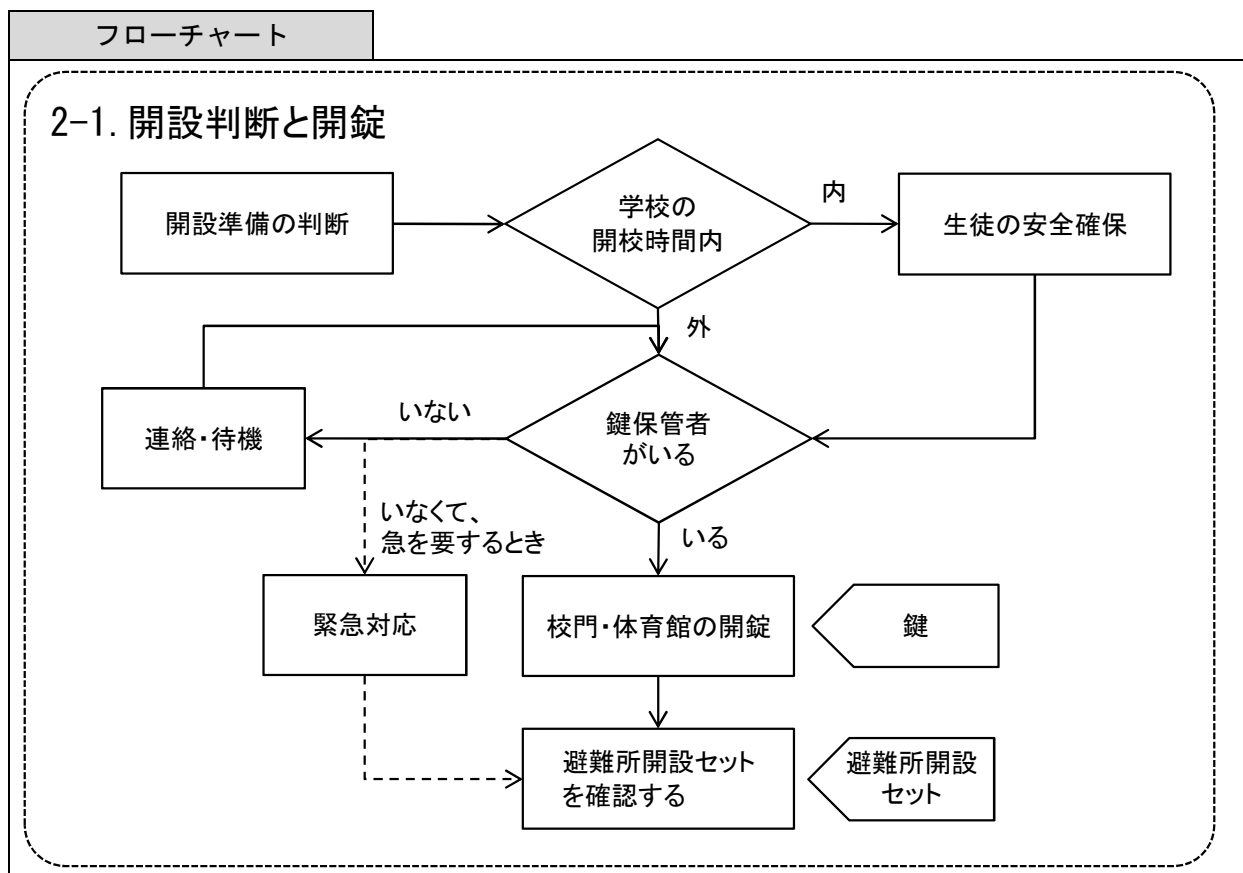 フローチャート
2-1. 開設判断と開錠
開設準備の判断
学校の
開校時間内
内
生徒の安全確保
外
鍵保管者
がいる
いない
連絡・待機
いなくて、
急を要するとき
いる
緊急対応
校門・体育館の開錠
鍵
避難所開設セット
を確認する
避難所開設
セット